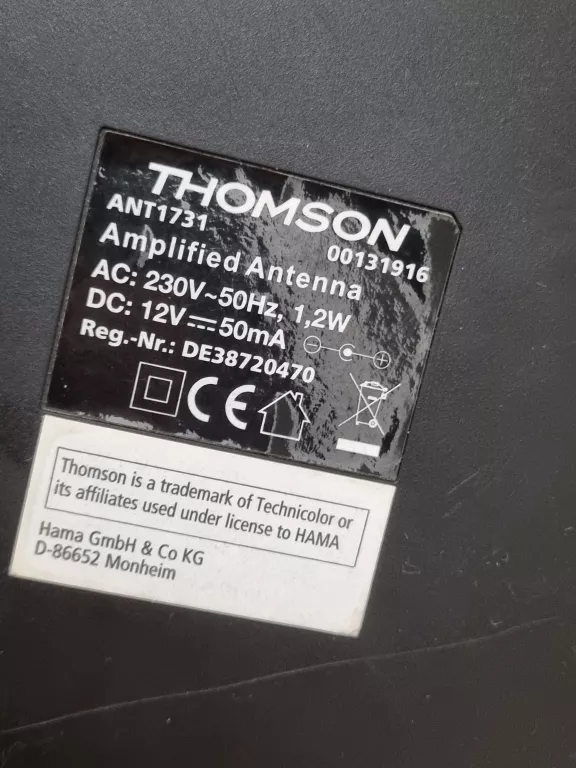 THOMSON
ANT1731 00131916
Amplified Antenna
AC: 230V~50Hz, 1,2W
DC: 12V⎓50mA
Reg.-Nr.: DE38720470
CE
Thomson is a trademark of Technicolor or
its affiliates used under license to HAMA
Hama GmbH & Co KG
D-86652 Monheim